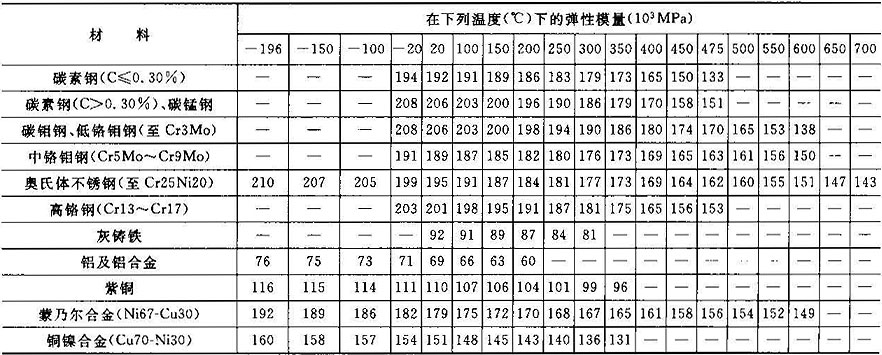 材 料 在下列温度(℃)下的弹性模量(10³MPa)
-196 -150 -100 -20 20 100 150 200 250 300 350 400 450 475 500 550 600 650 700
碳素钢(C≤0.30%) — — — 194 192 191 189 186 183 179 173 165 150 133 — — — — —
碳素钢(C>0.30%)、碳锰钢 — — — 208 206 203 200 196 190 186 179 170 158 151 — — — — —
碳钼钢、低铬钼钢(至Cr3Mo) — — — 208 206 203 200 198 194 190 186 180 174 170 165 153 138 — —
中铬钼钢(Cr5Mo～Cr9Mo) — — — 191 189 187 185 182 180 176 173 169 165 163 161 156 150 — —
奥氏体不锈钢(至Cr25Ni20) 210 207 205 199 195 191 187 184 181 177 173 169 164 162 160 155 151 147 143
高铬钢(Cr13～Cr17) — — — 203 201 198 195 191 187 181 175 165 156 153 — — — — —
灰铸铁 — — — — 92 91 89 87 84 81 — — — — — — — — —
铝及铝合金 76 75 73 71 69 66 63 60 — — — — — — — — — — —
紫铜 116 115 114 111 110 107 106 104 101 99 96 — — — — — — — —
蒙乃尔合金(Ni67-Cu30) 192 189 186 182 179 175 172 170 168 167 165 161 158 156 154 152 149 — —
铜镍合金(Cu70-Ni30) 160 158 157 154 151 148 145 143 140 136 131 — — — — — — — —